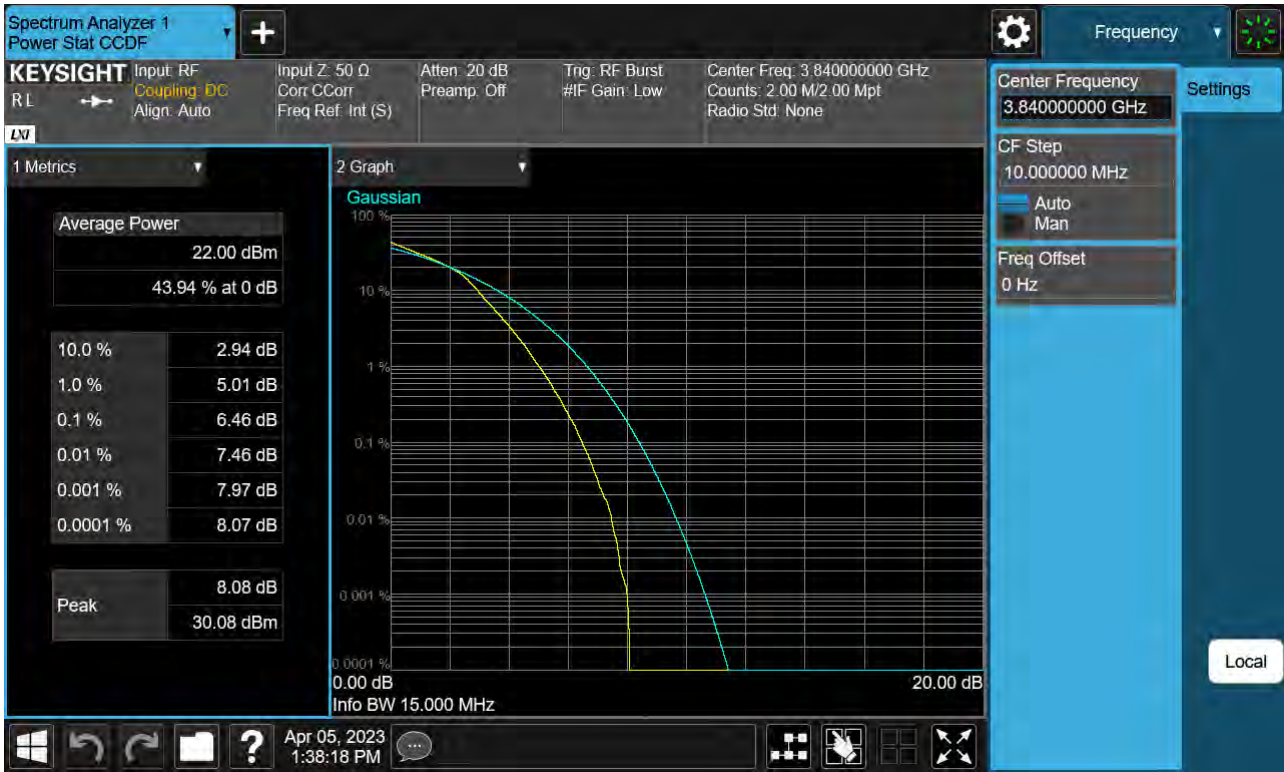 Spectrum Analyzer 1
Power Stat CCDF
Frequency
KEYSIGHT
RL
LXI
Input: RF
Coupling: DC
Align: Auto
Input Z: 50 Ω
Corr CCorr
Freq Ref: Int (S)
Atten: 20 dB
Preamp: Off
Trig: RF Burst
#IF Gain: Low
Center Freq: 3.840000000 GHz
Counts: 2.00 M/2.00 Mpt
Radio Std: None
Center Frequency
3.840000000 GHz
Settings
CF Step
10.000000 MHz
Auto
Man
Freq Offset
0 Hz
1 Metrics
Average Power
22.00 dBm
43.94 % at 0 dB
10.0 % 2.94 dB
1.0 % 5.01 dB
0.1 % 6.46 dB
0.01 % 7.46 dB
0.001 % 7.97 dB
0.0001 % 8.07 dB
Peak 8.08 dB
30.08 dBm
2 Graph
Gaussian
100 %
10 %
1 %
0.1 %
0.01 %
0.001 %
0.0001 %
0.00 dB 20.00 dB
Info BW 15.000 MHz
Local
? Apr 05, 2023
1:38:18 PM